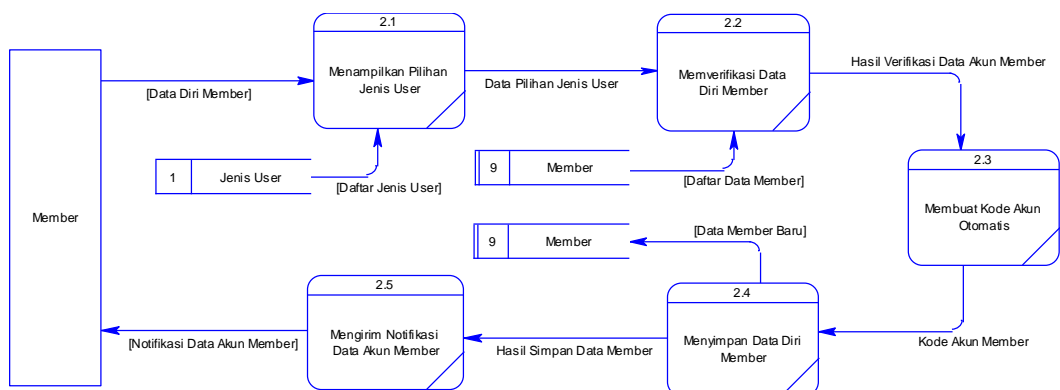 2.1
Menampilkan Pilihan
Jenis User
2.2
Memverifikasi Data
Diri Member
Hasil Verifikasi Data Akun Member
[Data Diri Member]
Data Pilihan Jenis User
1
Jenis User
[Daftar Jenis User]
9
Member
[Daftar Data Member]
2.3
Membuat Kode Akun
Otomatis
Member
9
Member
[Data Member Baru]
2.5
Mengirim Notifikasi
Data Akun Member
2.4
Menyimpan Data Diri
Member
[Notifikasi Data Akun Member]
Hasil Simpan Data Member
Kode Akun Member